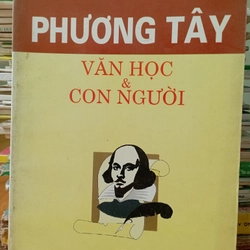 PHƯƠNG TÂY
VĂN HỌC
&
CON NGƯỜI